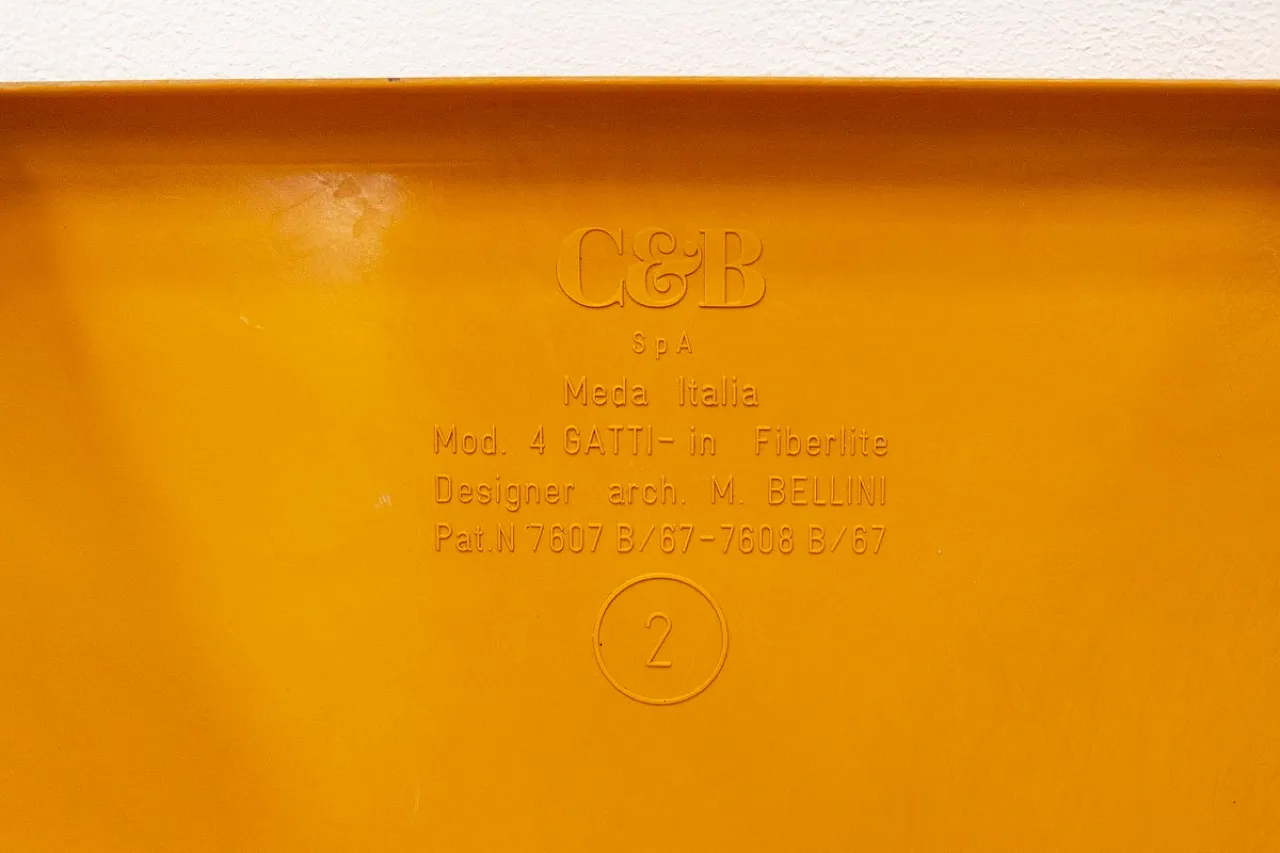 C&B
SpA
Meda Italia
Mod. 4 GATTI- in Fiberlite
Designer arch. M. BELLINI
Pat.N 7607 B/67-7608 B/67
2